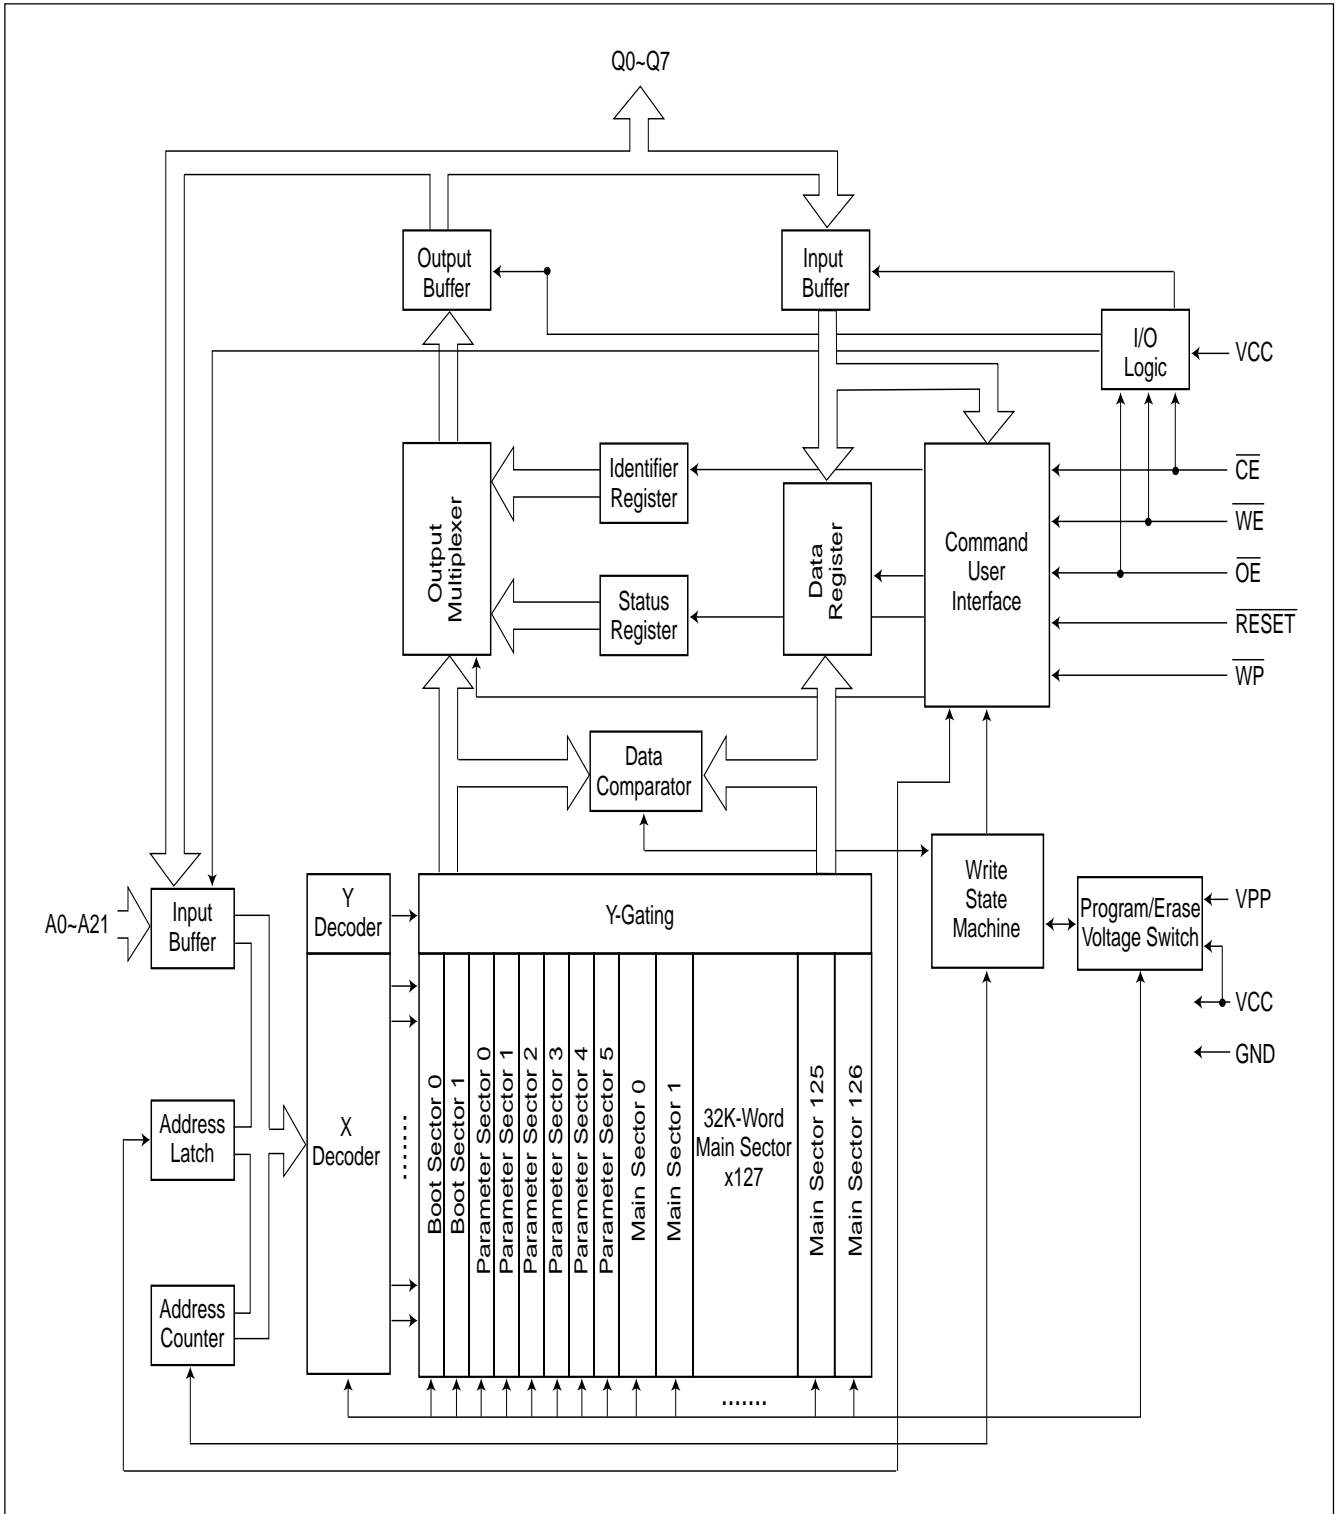 Q0~Q7
Output
Buffer
Input
Buffer
I/O
Logic
VCC
Output
Multiplexer
Identifier
Register
Status
Register
Data
Register
Command
User
Interface
CE
WE
OE
RESET
WP
Data
Comparator
Write
State
Machine
Program/Erase
Voltage Switch
VPP
VCC
GND
A0~A21
Input
Buffer
Y
Decoder
Y-Gating
Address
Latch
X
Decoder
.......
Boot Sector 0
Boot Sector 1
Parameter Sector 0
Parameter Sector 1
Parameter Sector 2
Parameter Sector 3
Parameter Sector 4
Parameter Sector 5
Main Sector 0
Main Sector 1
32K-Word
Main Sector
x127
Main Sector 125
Main Sector 126
Address
Counter
.......